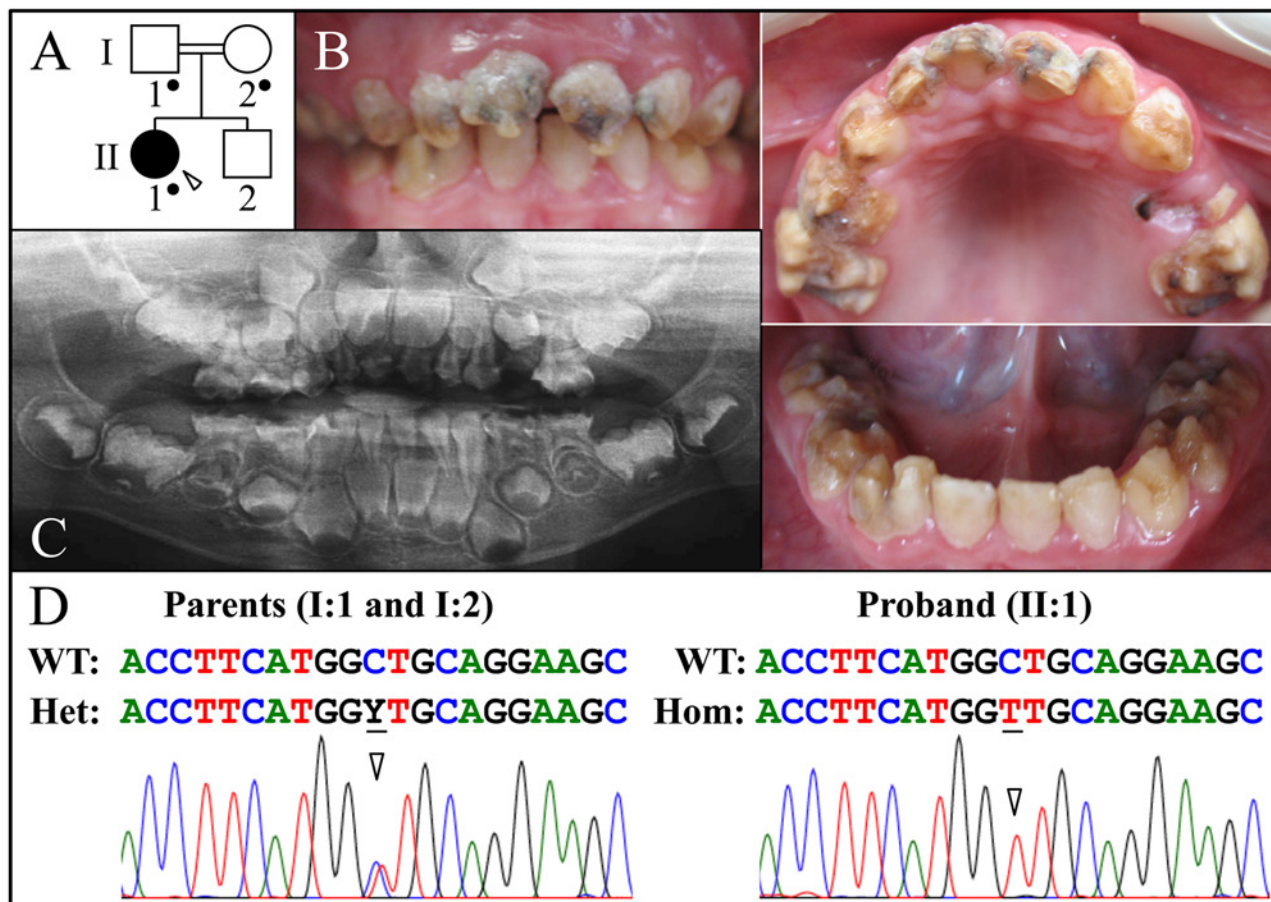 A
I
1• 2•
II
1• 2
B
C
D
Parents (I:1 and I:2)
WT: ACCTTCATGGCTGCAGGAAGC
Het: ACCTTCATGGYTGCAGGAAGC
Proband (II:1)
WT: ACCTTCATGGCTGCAGGAAGC
Hom: ACCTTCATGGTTGCAGGAAGC